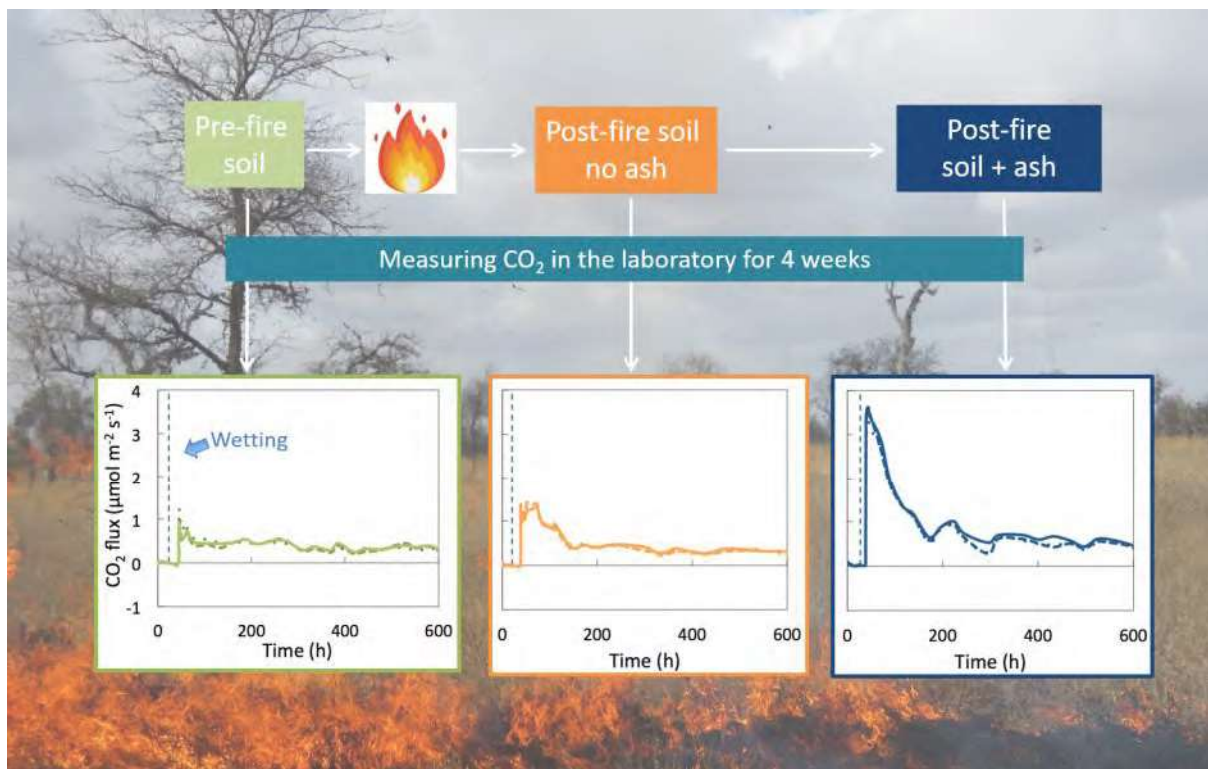 Pre-fire
soil
Post-fire soil
no ash
Post-fire
soil + ash
Measuring CO₂ in the laboratory for 4 weeks
CO₂ flux (µmol m⁻² s⁻¹)
4
3
2
1
0
-1
Wetting
0 200 400 600
Time (h)
0 200 400 600
Time (h)
0 200 400 600
Time (h)